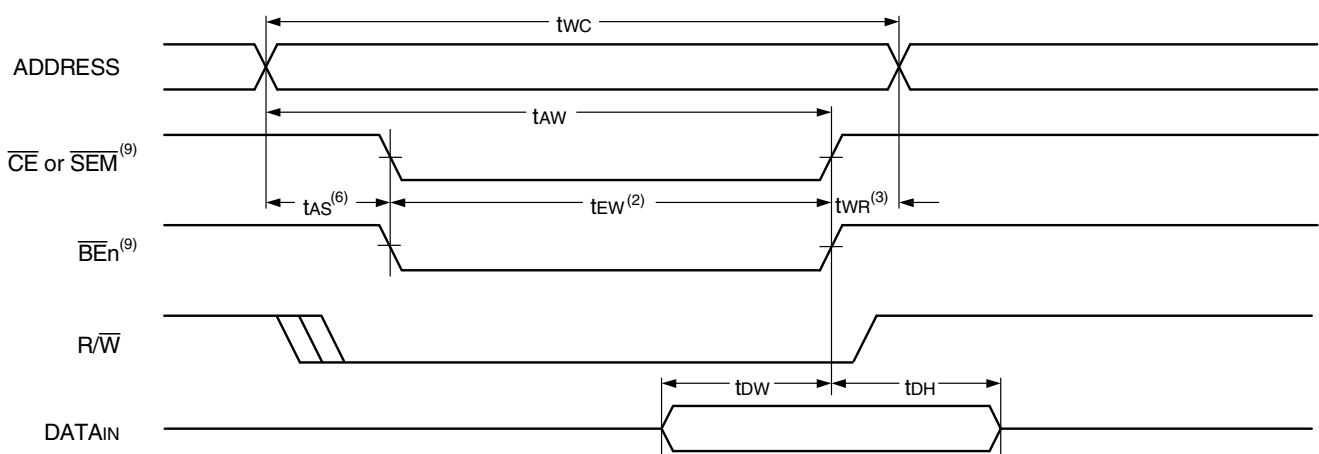 tWC
ADDRESS
tAW
CE or SEM(9)
tAS(6) tEW(2) tWR(3)
BEn(9)
R/W
tDW tDH
DATAIN